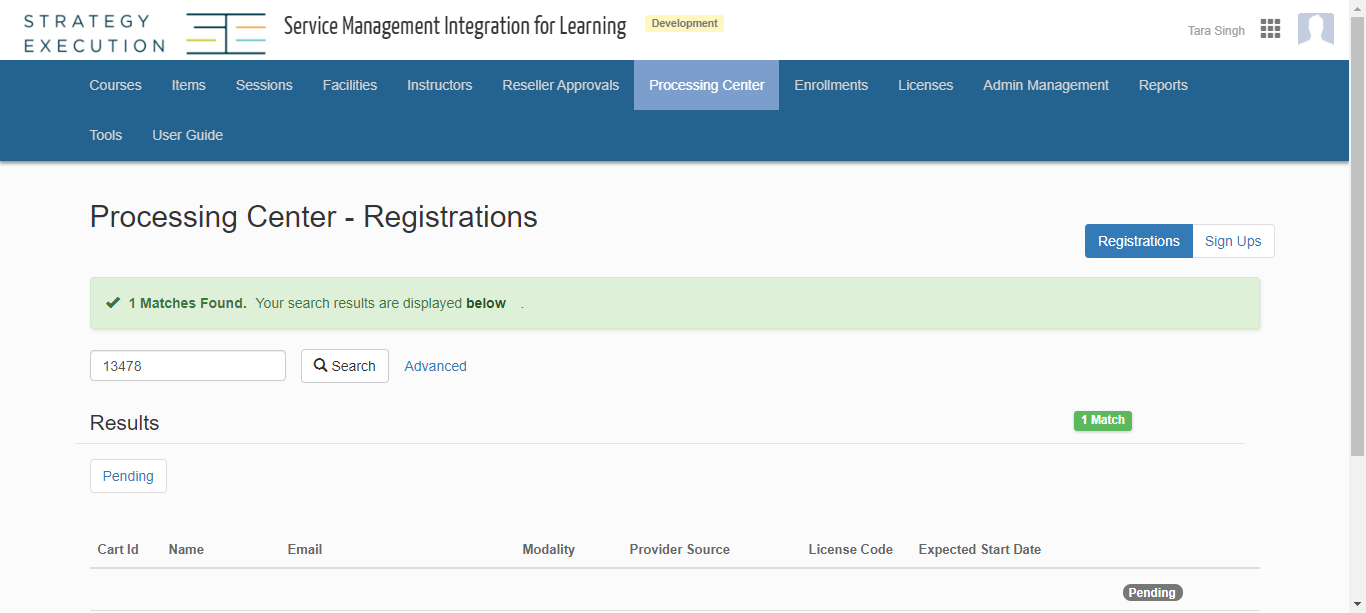 STRATEGY
EXECUTION
Service Management Integration for Learning
Development
Tara Singh
Courses Items Sessions Facilities Instructors Reseller Approvals Processing Center Enrollments Licenses Admin Management Reports
Tools User Guide
Processing Center - Registrations
Registrations Sign Ups
1 Matches Found. Your search results are displayed below .
13478 Search Advanced
Results
1 Match
Pending
Cart Id Name Email Modality Provider Source License Code Expected Start Date
Pending